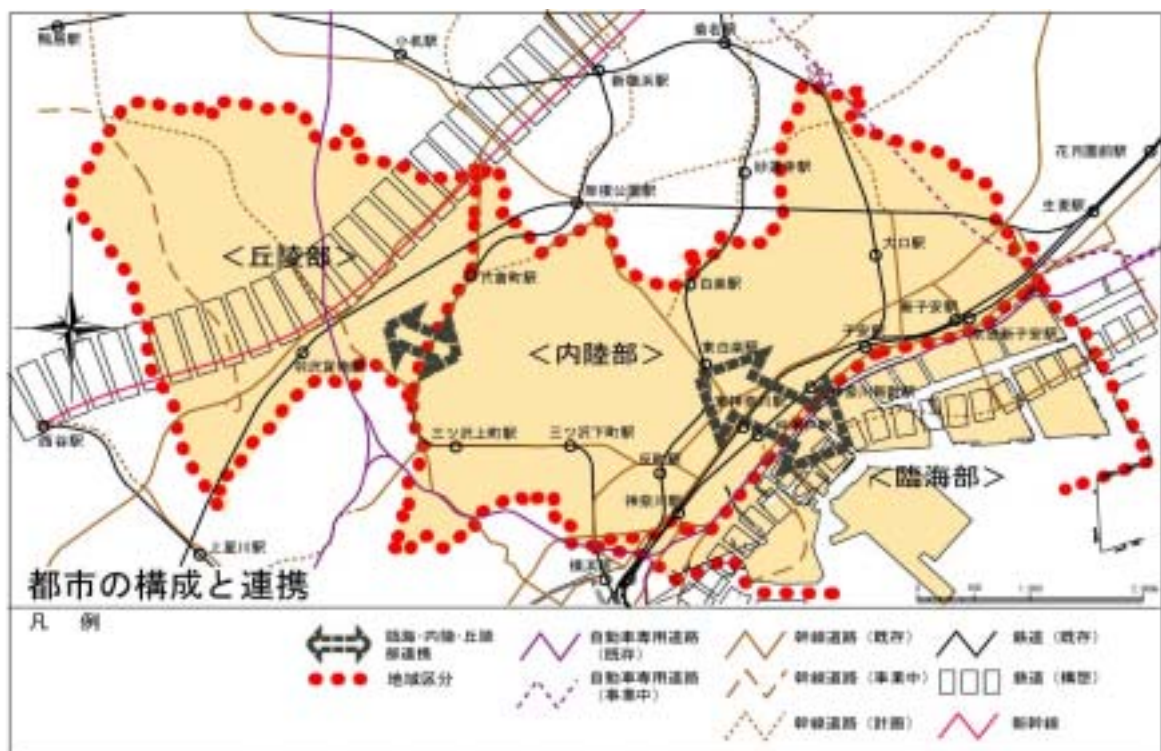 小机駅
新横浜駅
菊名駅
花月園前駅
岸根公園駅
妙蓮寺駅
生麦駅
大口駅
<丘陵部>
片倉町駅
白楽駅
新子安駅
子安駅
京急新子安駅
<内陸部>
東白楽駅
羽沢貨物駅
西谷駅
三ツ沢上町駅
三ツ沢下町駅
反町駅
神奈川駅
<臨海部>
上星川駅
横浜駅
都市の構成と連携
凡 例
臨海・内陸・丘陵
部連携
地域区分
自動車専用道路
(既存)
自動車専用道路
(事業中)
幹線道路(既存)
幹線道路(事業中)
幹線道路(計画)
鉄道(既存)
鉄道(構想)
新幹線